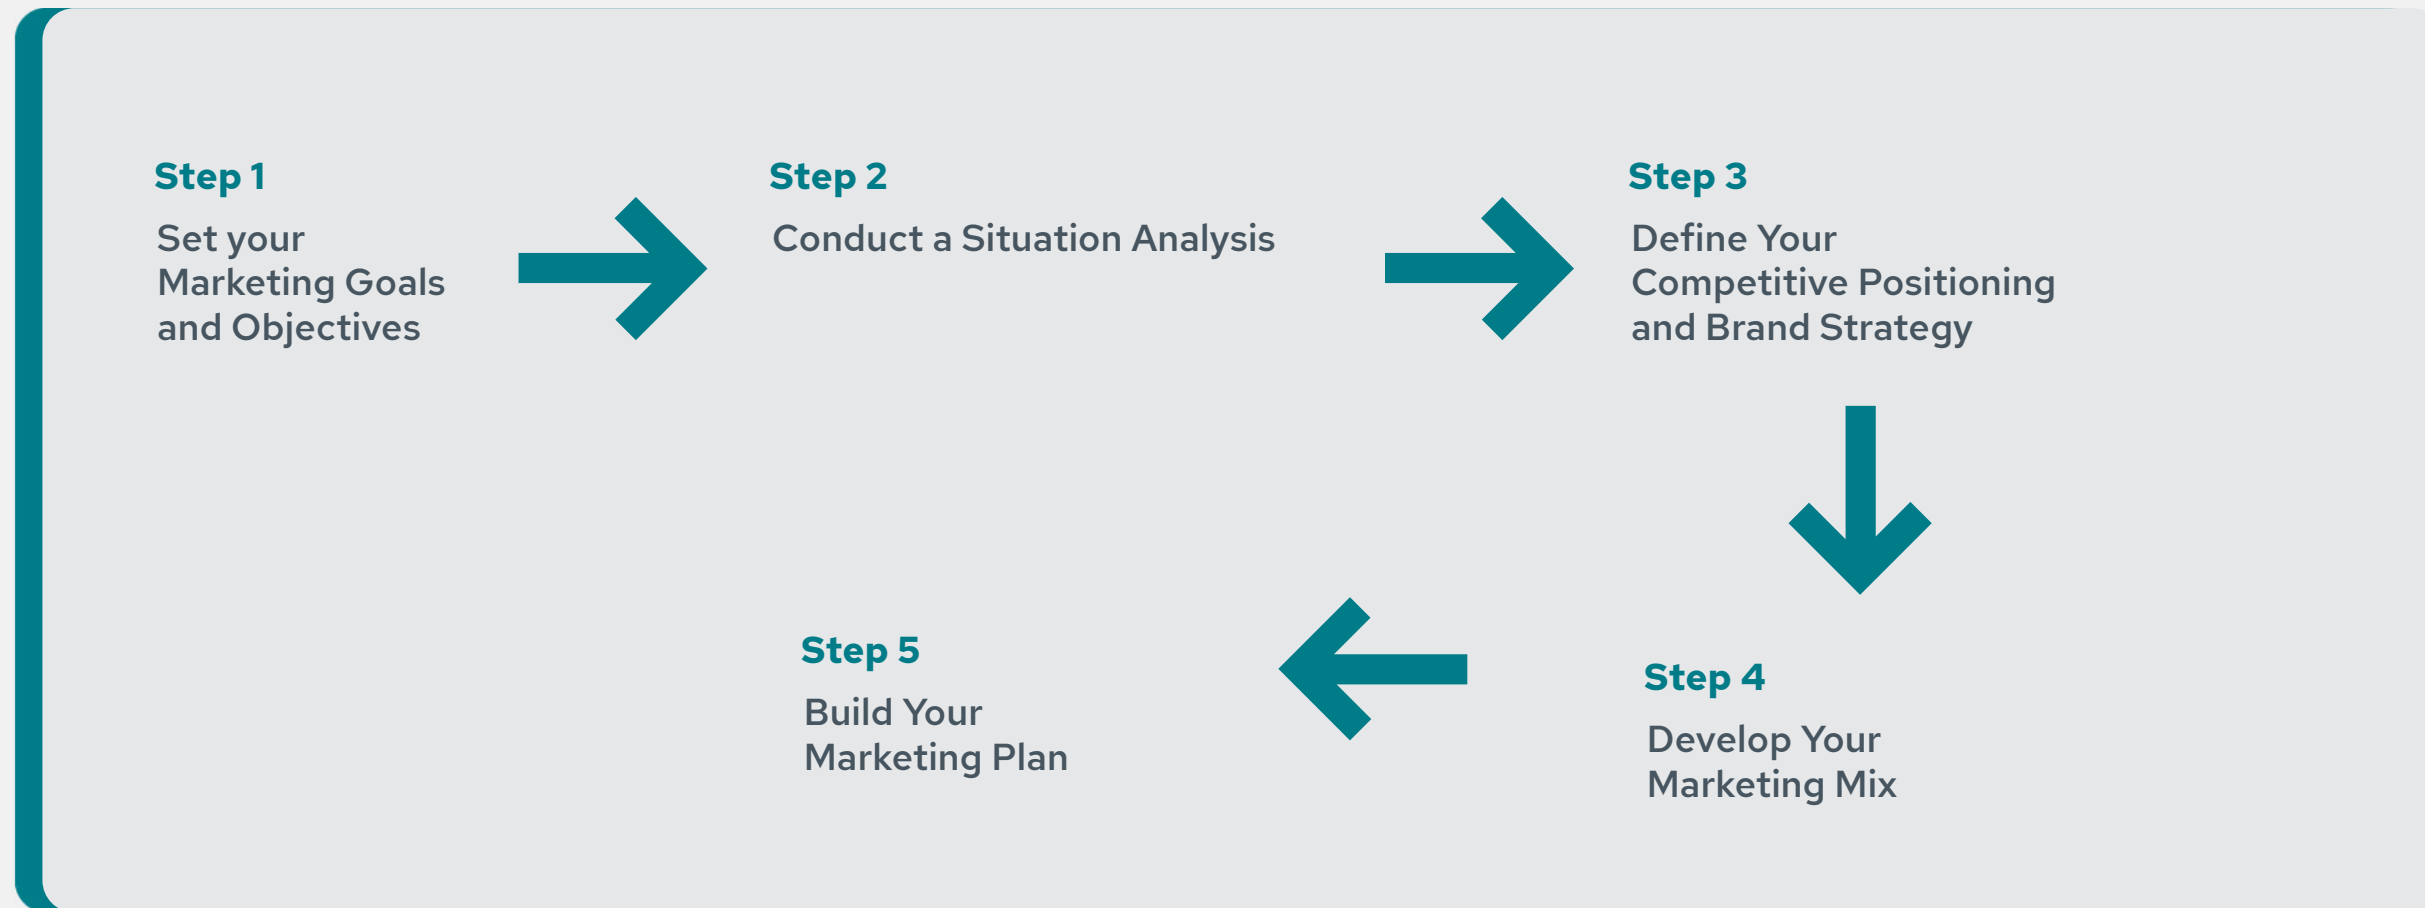 Step 1
Set your
Marketing Goals
and Objectives
Step 2
Conduct a Situation Analysis
Step 3
Define Your
Competitive Positioning
and Brand Strategy
Step 4
Develop Your
Marketing Mix
Step 5
Build Your
Marketing Plan